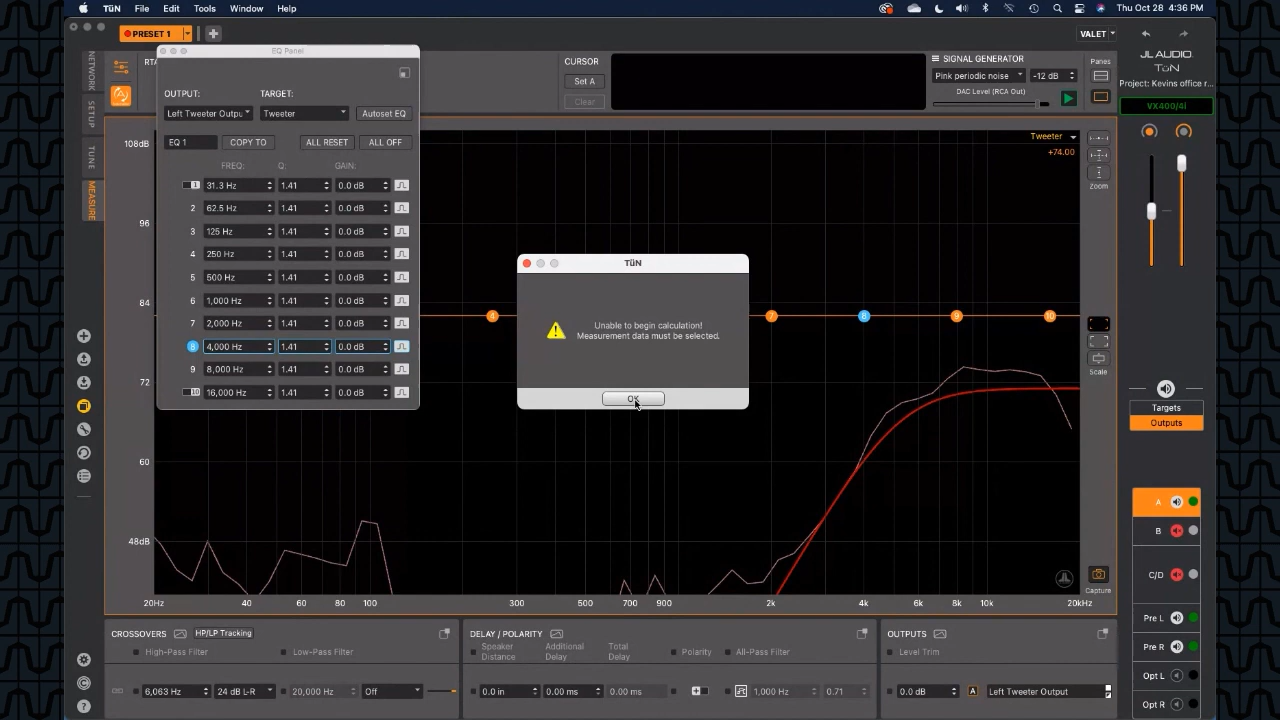 TüN File Edit Tools Window Help
Thu Oct 28 4:36 PM
PRESET 1
VALET
EQ Panel
NETWORK
SETUP
TUNE
MEASURE
OUTPUT: TARGET:
Left Tweeter Outpu Tweeter Autoset EQ
EQ 1 COPY TO ALL RESET ALL OFF
FREQ: Q: GAIN:
1 31.3 Hz 1.41 0.0 dB
2 62.5 Hz 1.41 0.0 dB
3 125 Hz 1.41 0.0 dB
4 250 Hz 1.41 0.0 dB
5 500 Hz 1.41 0.0 dB
6 1,000 Hz 1.41 0.0 dB
7 2,000 Hz 1.41 0.0 dB
8 4,000 Hz 1.41 0.0 dB
9 8,000 Hz 1.41 0.0 dB
10 16,000 Hz 1.41 0.0 dB
CURSOR
Set A
Clear
SIGNAL GENERATOR
Pink periodic noise -12 dB
DAC Level (RCA Out)
Panes
JL AUDIO
TüN
Project: Kevins office r...
VX400/4i
Tweeter
+74.00
Zoom
Scale
Capture
108dB
96
84
72
60
48dB
4 7 8 9 10
TüN
Unable to begin calculation!
Measurement data must be selected.
OK
20Hz 40 60 80 100 300 500 700 900 2k 4k 6k 8k 10k 20kHz
Targets
Outputs
A
B
C/D
Pre L
Pre R
Opt L
Opt R
CROSSOVERS HP/LP Tracking
High-Pass Filter Low-Pass Filter
6,063 Hz 24 dB L-R 20,000 Hz Off
DELAY / POLARITY
Speaker Distance Additional Delay Total Delay Polarity All-Pass Filter
0.0 in 0.00 ms 0.00 ms 1,000 Hz 0.71
OUTPUTS
Level Trim
0.0 dB A Left Tweeter Output